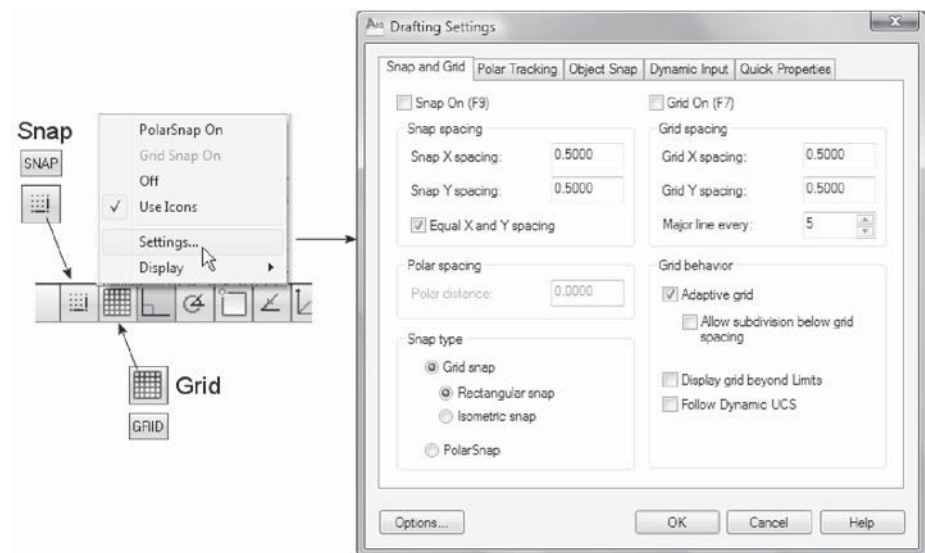 Drafting Settings
Snap and Grid Polar Tracking Object Snap Dynamic Input Quick Properties
Snap On (F9)
Grid On (F7)
Snap spacing
Snap X spacing: 0.5000
Snap Y spacing: 0.5000
Equal X and Y spacing
Grid spacing
Grid X spacing: 0.5000
Grid Y spacing: 0.5000
Major line every: 5
Polar spacing
Polar distance: 0.0000
Grid behavior
Adaptive grid
Allow subdivision below grid
spacing
Display grid beyond Limits
Follow Dynamic UCS
Snap type
Grid snap
Rectangular snap
Isometric snap
PolarSnap
Options... OK Cancel Help
Snap
SNAP
PolarSnap On
Grid Snap On
Off
Use Icons
Settings...
Display
Grid
GRID